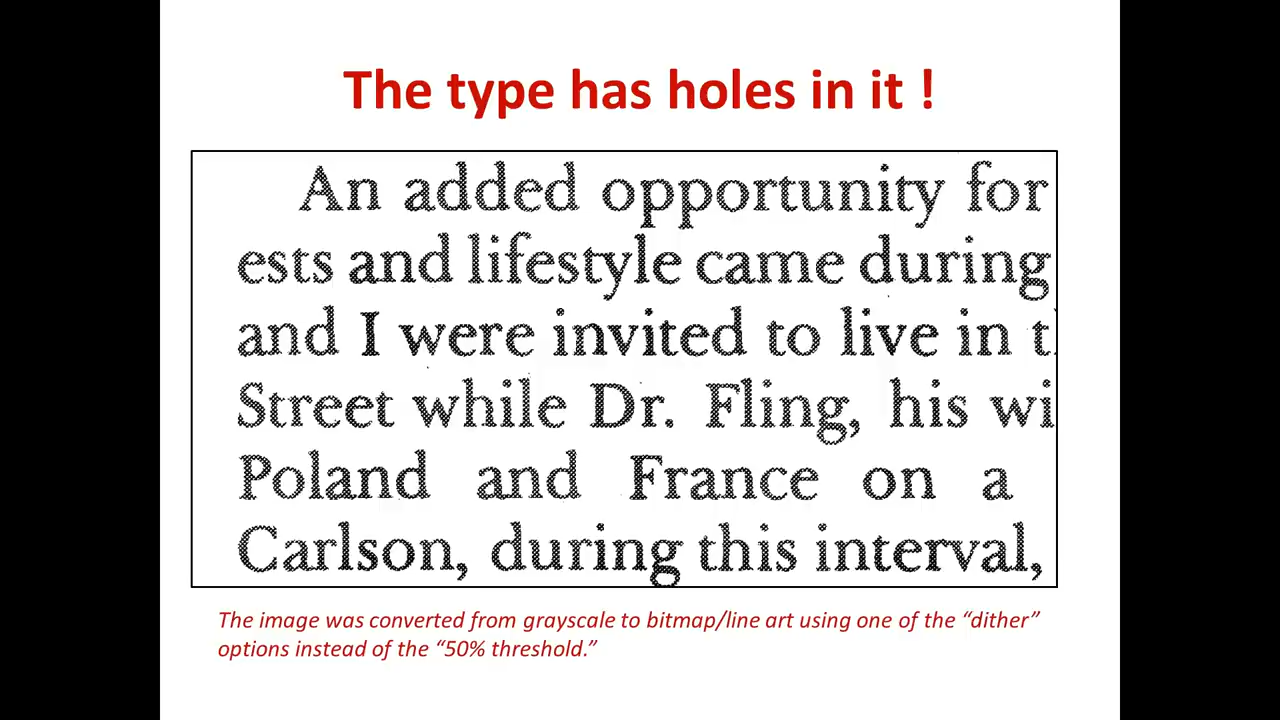 The type has holes in it !
An added opportunity for
ests and lifestyle came during
and I were invited to live in t
Street while Dr. Fling, his wi
Poland and France on a
Carlson, during this interval,
The image was converted from grayscale to bitmap/line art using one of the “dither”
options instead of the “50% threshold.”